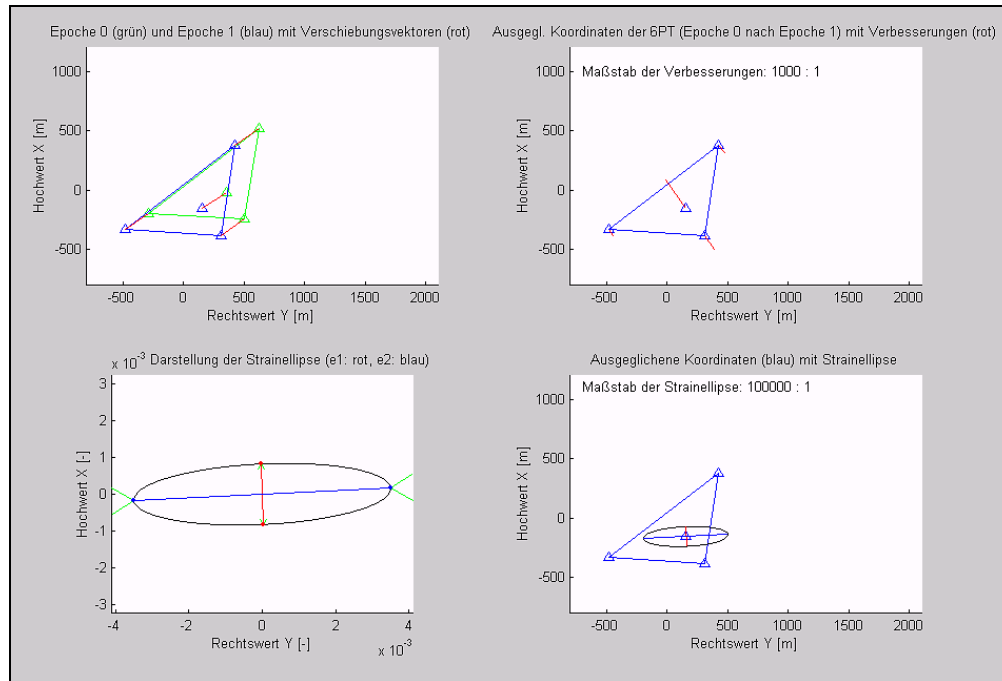 Epoche 0 (grün) und Epoche 1 (blau) mit Verschiebungsvektoren (rot)
1000
500
0
-500
Hochwert X [m]
-500 0 500 1000 1500 2000
Rechtswert Y [m]
Ausgegl. Koordinaten der 6PT (Epoche 0 nach Epoche 1) mit Verbesserungen (rot)
Maßstab der Verbesserungen: 1000 : 1
1000
500
0
-500
Hochwert X [m]
-500 0 500 1000 1500 2000
Rechtswert Y [m]
x 10⁻³ Darstellung der Strainellipse (e1: rot, e2: blau)
3
2
1
0
-1
-2
-3
Hochwert X [-]
-4 -2 0 2 4
Rechtswert Y [-]
x 10⁻³
Ausgeglichene Koordinaten (blau) mit Strainellipse
Maßstab der Strainellipse: 100000 : 1
1000
500
0
-500
Hochwert X [m]
-500 0 500 1000 1500 2000
Rechtswert Y [m]